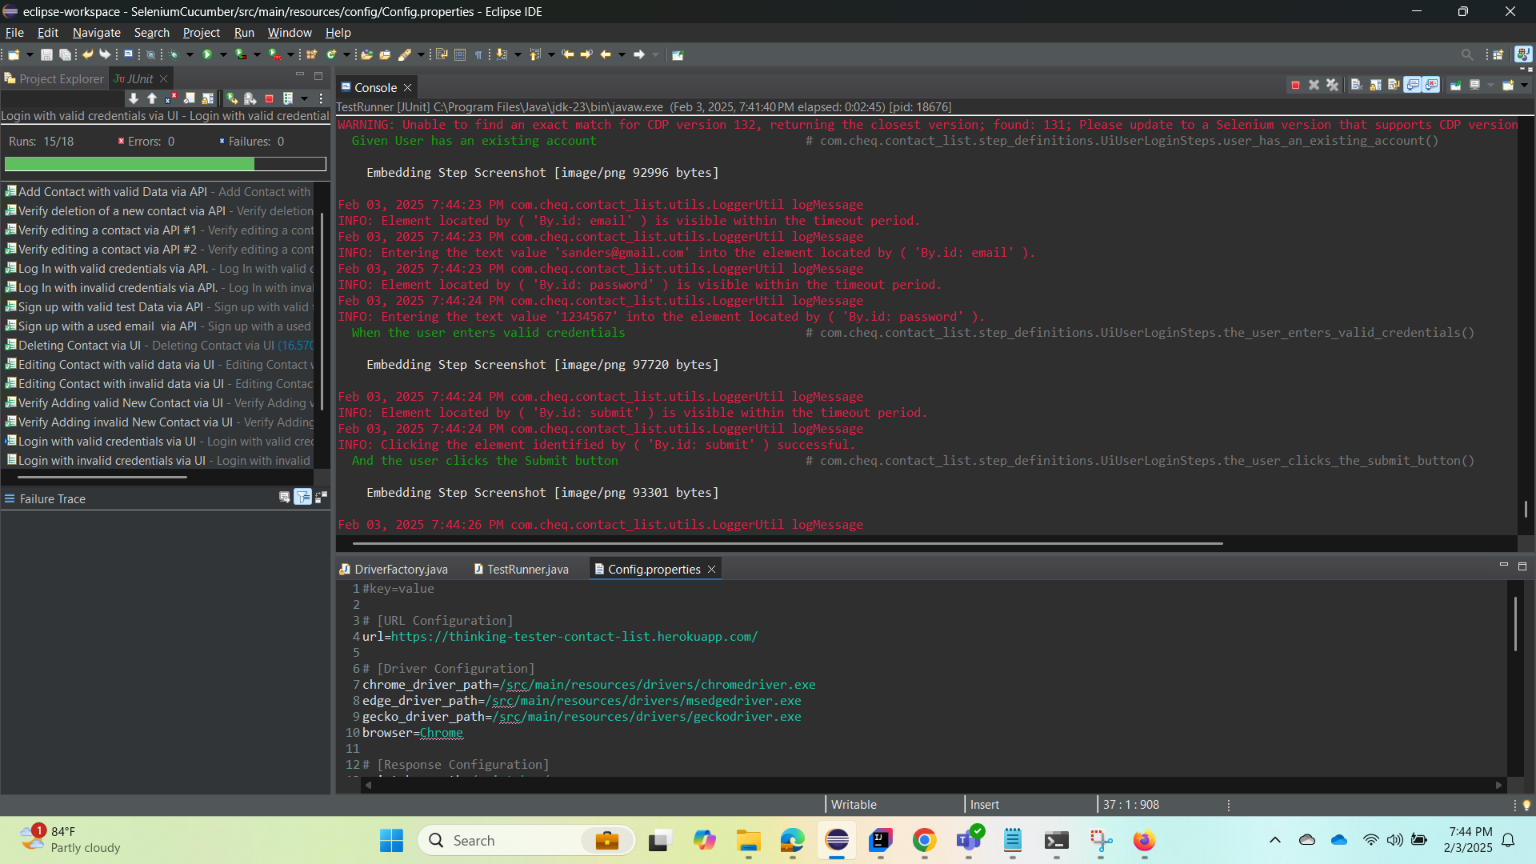 eclipse-workspace - SeleniumCucumber/src/main/resources/config/Config.properties - Eclipse IDE
File Edit Navigate Search Project Run Window Help
Project Explorer JUnit
Login with valid credentials via UI - Login with valid credential
Runs: 15/18 Errors: 0 Failures: 0
Add Contact with valid Data via API - Add Contact with
Verify deletion of a new contact via API - Verify deletion
Verify editing a contact via API #1 - Verify editing a cont
Verify editing a contact via API #2 - Verify editing a cont
Log In with valid credentials via API. - Log In with valid c
Log In with invalid credentials via API. - Log In with inva
Sign up with valid test Data via API - Sign up with valid
Sign up with a used email  via API - Sign up with a used
Deleting Contact via UI - Deleting Contact via UI (16.570
Editing Contact with valid data via UI - Editing Contact v
Editing Contact with invalid data via UI - Editing Contac
Verify Adding valid New Contact via UI - Verify Adding v
Verify Adding invalid New Contact via UI - Verify Adding
Login with valid credentials via UI - Login with valid cre
Login with invalid credentials via UI - Login with invalid
Failure Trace
Console
TestRunner [JUnit] C:\Program Files\Java\jdk-23\bin\javaw.exe (Feb 3, 2025, 7:41:40 PM elapsed: 0:02:45) [pid: 18676]
WARNING: Unable to find an exact match for CDP version 132, returning the closest version; found: 131; Please update to a Selenium version that supports CDP version
Given User has an existing account # com.cheq.contact_list.step_definitions.UiUserLoginSteps.user_has_an_existing_account()
Embedding Step Screenshot [image/png 92996 bytes]
Feb 03, 2025 7:44:23 PM com.cheq.contact_list.utils.LoggerUtil logMessage
INFO: Element located by ( 'By.id: email' ) is visible within the timeout period.
Feb 03, 2025 7:44:23 PM com.cheq.contact_list.utils.LoggerUtil logMessage
INFO: Entering the text value 'sanders@gmail.com' into the element located by ( 'By.id: email' ).
Feb 03, 2025 7:44:23 PM com.cheq.contact_list.utils.LoggerUtil logMessage
INFO: Element located by ( 'By.id: password' ) is visible within the timeout period.
Feb 03, 2025 7:44:24 PM com.cheq.contact_list.utils.LoggerUtil logMessage
INFO: Entering the text value '1234567' into the element located by ( 'By.id: password' ).
When the user enters valid credentials # com.cheq.contact_list.step_definitions.UiUserLoginSteps.the_user_enters_valid_credentials()
Embedding Step Screenshot [image/png 97720 bytes]
Feb 03, 2025 7:44:24 PM com.cheq.contact_list.utils.LoggerUtil logMessage
INFO: Element located by ( 'By.id: submit' ) is visible within the timeout period.
Feb 03, 2025 7:44:24 PM com.cheq.contact_list.utils.LoggerUtil logMessage
INFO: Clicking the element identified by ( 'By.id: submit' ) successful.
And the user clicks the Submit button # com.cheq.contact_list.step_definitions.UiUserLoginSteps.the_user_clicks_the_submit_button()
Embedding Step Screenshot [image/png 93301 bytes]
Feb 03, 2025 7:44:26 PM com.cheq.contact_list.utils.LoggerUtil logMessage
DriverFactory.java TestRunner.java Config.properties
1 #key=value
2
3 # [URL Configuration]
4 url=https://thinking-tester-contact-list.herokuapp.com/
5
6 # [Driver Configuration]
7 chrome_driver_path=/src/main/resources/drivers/chromedriver.exe
8 edge_driver_path=/src/main/resources/drivers/msedgedriver.exe
9 gecko_driver_path=/src/main/resources/drivers/geckodriver.exe
10 browser=Chrome
11
12 # [Response Configuration]
Writable Insert 37 : 1 : 908
1 84°F
Partly cloudy
Search
7:44 PM
2/3/2025